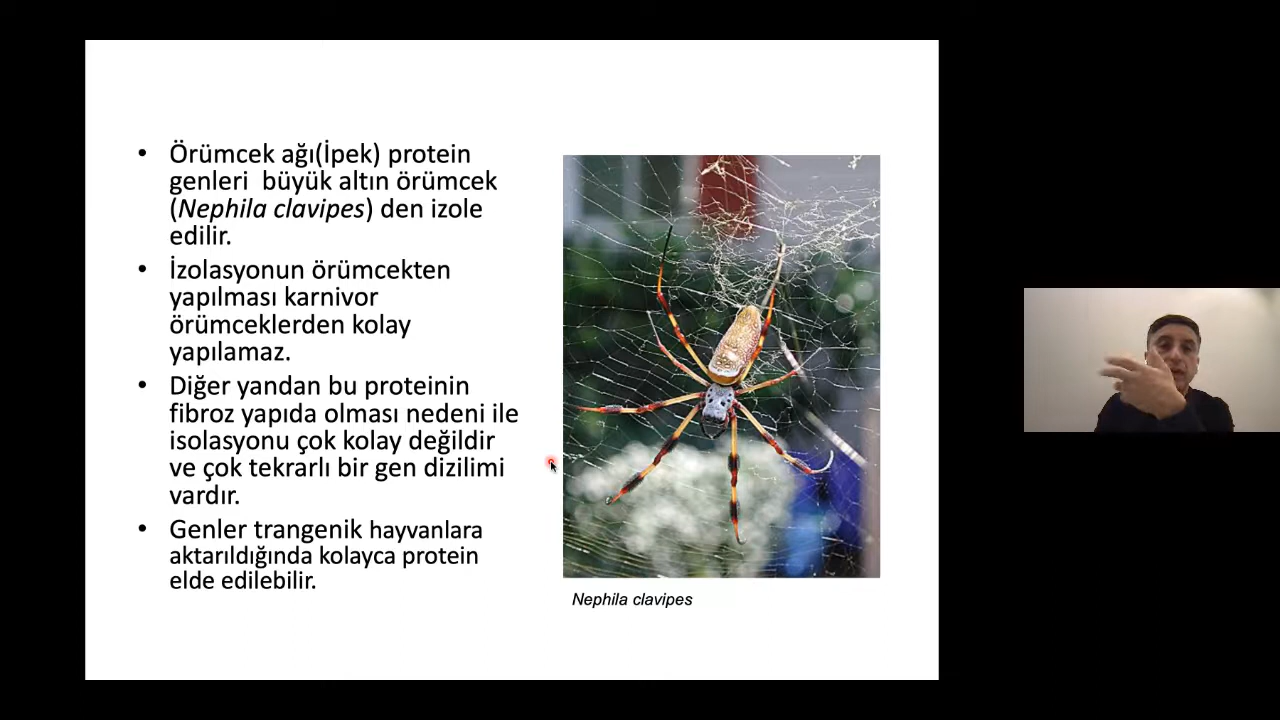 • Örümcek ağı(İpek) protein
genleri  büyük altın örümcek
(Nephila clavipes) den izole
edilir.
• İzolasyonun örümcekten
yapılması karnivor
örümceklerden kolay
yapılamaz.
• Diğer yandan bu proteinin
fibroz yapıda olması nedeni ile
isolasyonu çok kolay değildir
ve çok tekrarlı bir gen dizilimi
vardır.
• Genler trangenik hayvanlara
aktarıldığında kolayca protein
elde edilebilir.
Nephila clavipes